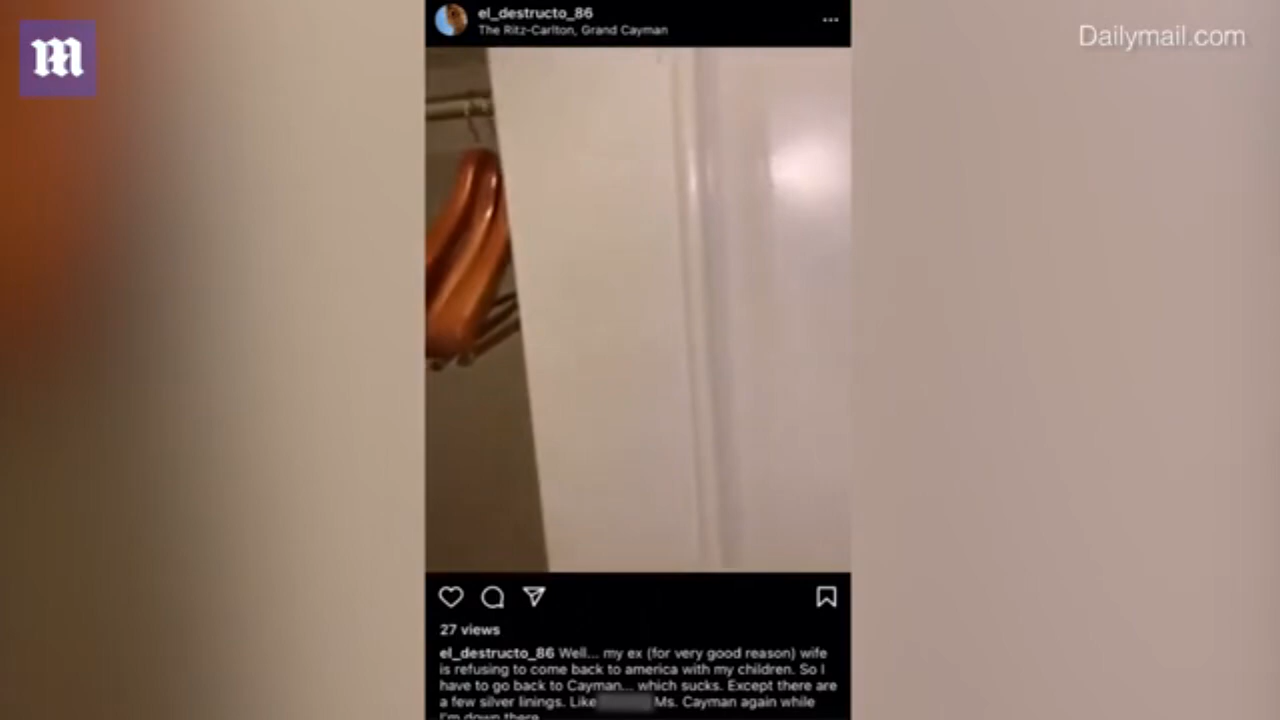 el_destructo_86
The Ritz-Carlton, Grand Cayman
Dailymail.com
27 views
el_destructo_86 Well... my ex (for very good reason) wife
is refusing to come back to america with my children. So I
have to go back to Cayman... which sucks. Except there are
a few silver linings. Like Ms. Cayman again while
I'm down there